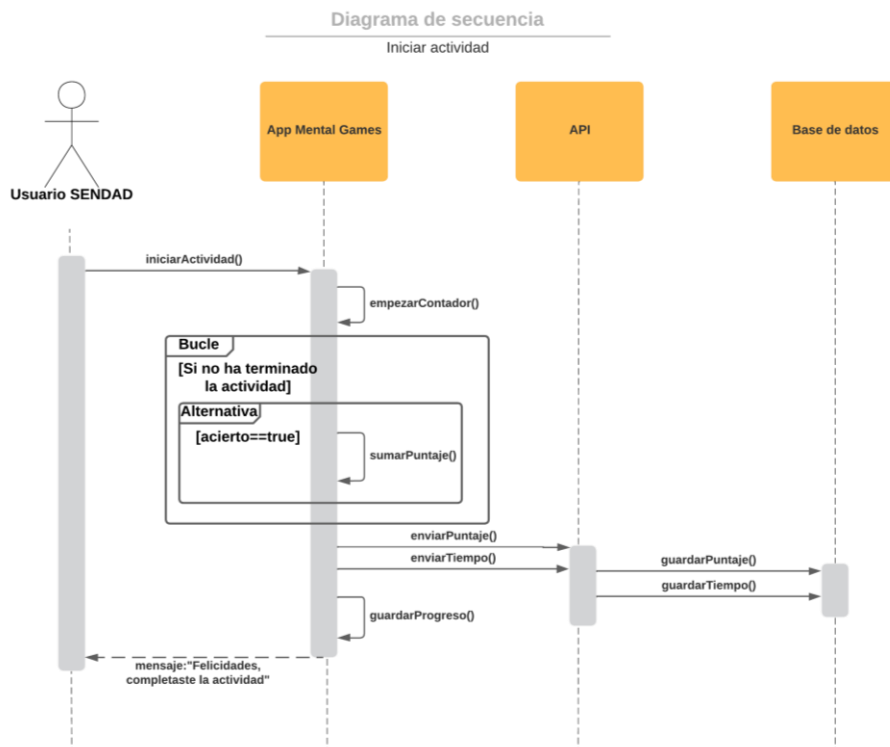 Diagrama de secuencia
Iniciar actividad
App Mental Games
API
Base de datos
Usuario SENDAD
iniciarActividad()
empezarContador()
Bucle
[Si no ha terminado
la actividad]
Alternativa
[acierto==true]
sumarPuntaje()
enviarPuntaje()
enviarTiempo()
guardarPuntaje()
guardarTiempo()
guardarProgreso()
mensaje:"Felicidades,
completaste la actividad"